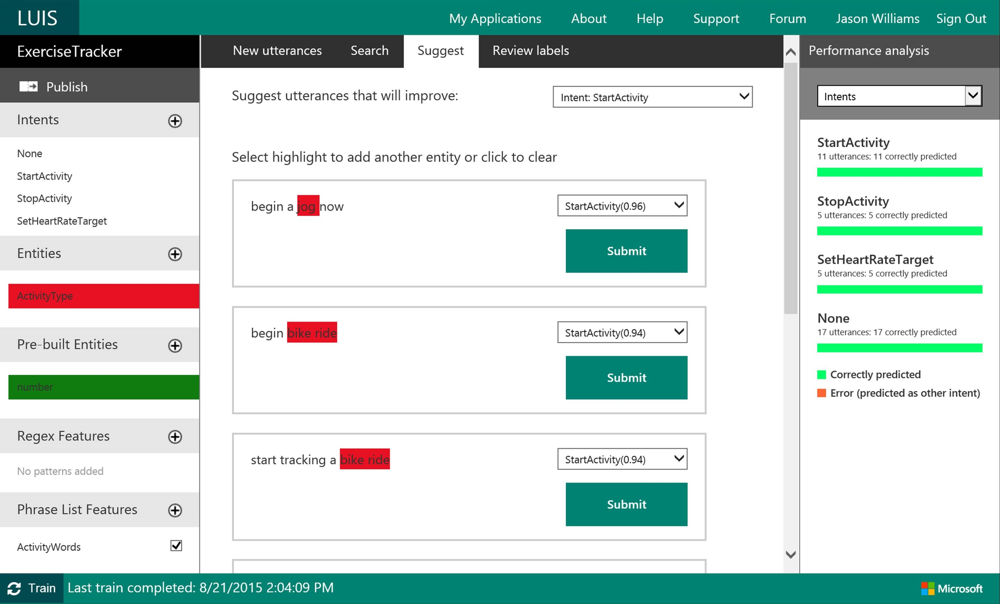 LUIS
My Applications About Help Support Forum Jason Williams Sign Out
ExerciseTracker
Publish
Intents
None
StartActivity
StopActivity
SetHeartRateTarget
Entities
ActivityType
Pre-built Entities
number
Regex Features
No patterns added
Phrase List Features
ActivityWords
New utterances Search Suggest Review labels
Suggest utterances that will improve: Intent: StartActivity
Select highlight to add another entity or click to clear
begin a jog now StartActivity(0.96)
Submit
begin bike ride StartActivity(0.94)
Submit
start tracking a bike ride StartActivity(0.94)
Submit
Performance analysis
Intents
StartActivity
11 utterances: 11 correctly predicted
StopActivity
5 utterances: 5 correctly predicted
SetHeartRateTarget
5 utterances: 5 correctly predicted
None
17 utterances: 17 correctly predicted
Correctly predicted
Error (predicted as other intent)
Train Last train completed: 8/21/2015 2:04:09 PM
Microsoft